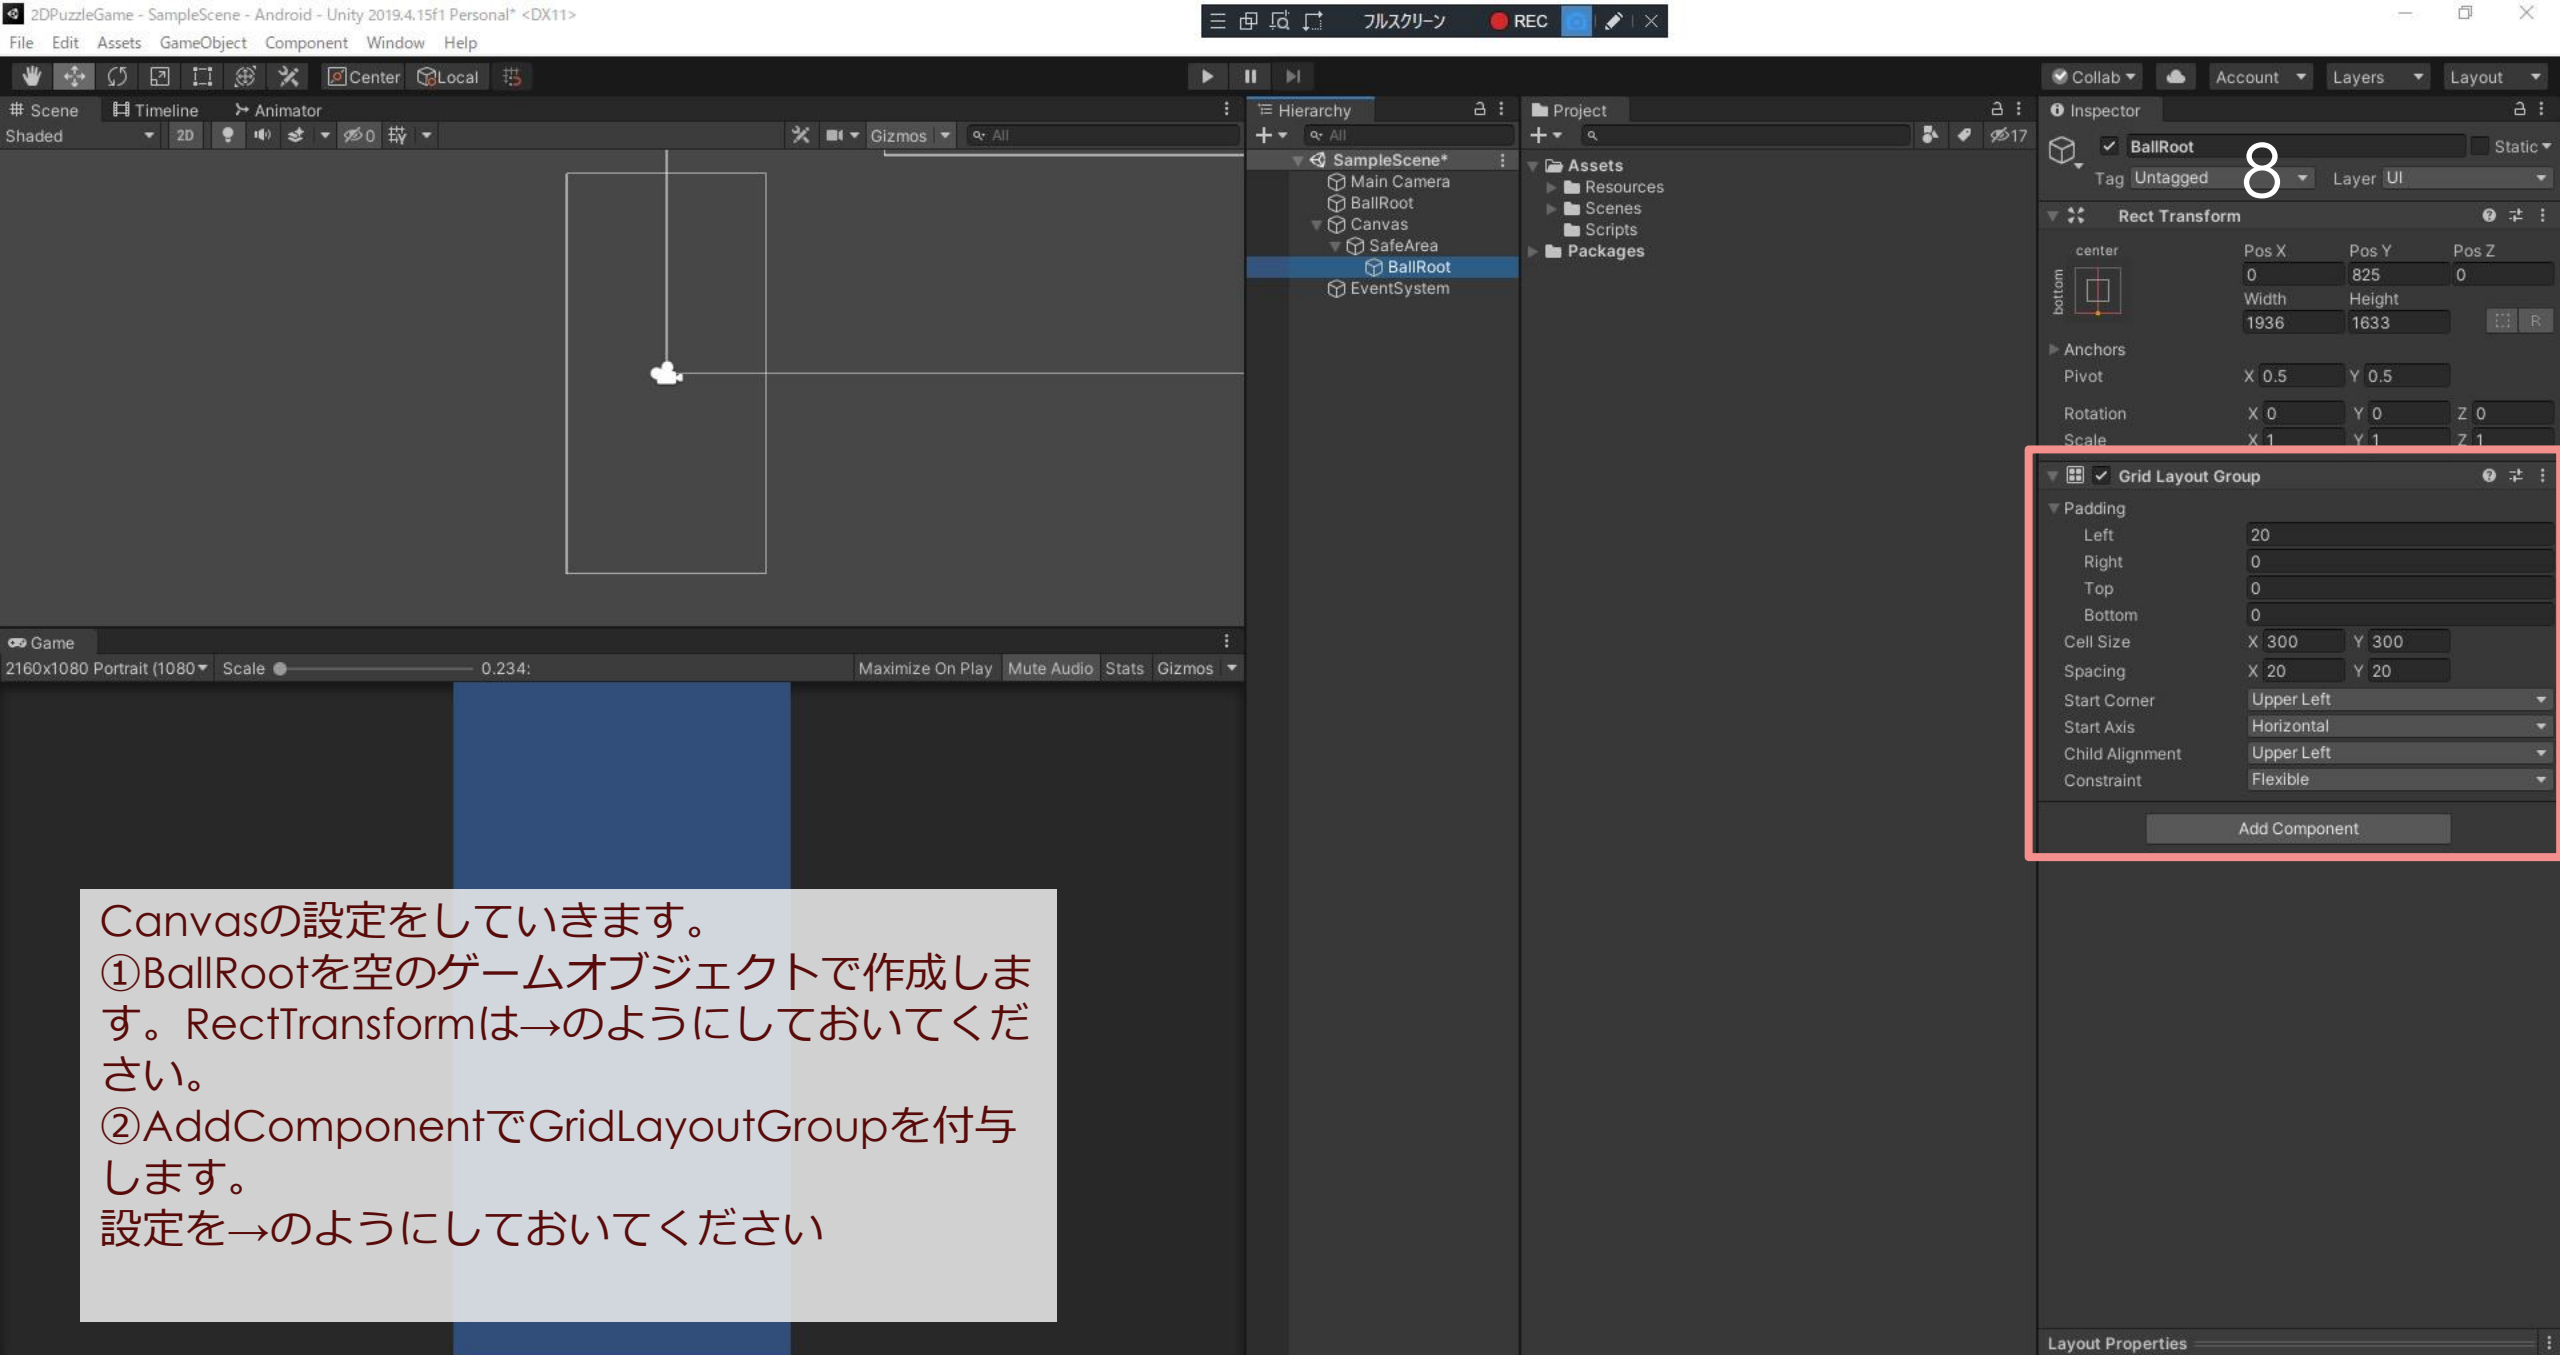 2DPuzzleGame - SampleScene - Android - Unity 2019.4.15f1 Personal* <DX11>
フルスクリーン REC
File Edit Assets GameObject Component Window Help
Center Local
Collab Account Layers Layout
Scene Timeline Animator
Shaded 2D 0 Gizmos All
Hierarchy
All
SampleScene*
Main Camera
BallRoot
Canvas
SafeArea
BallRoot
EventSystem
Project
17
Assets
Resources
Scenes
Scripts
Packages
Inspector
BallRoot Static
Tag Untagged Layer UI
8
Rect Transform
center Pos X Pos Y Pos Z
bottom 0 825 0
Width Height
1936 1633 R
Anchors
Pivot X 0.5 Y 0.5
Rotation X 0 Y 0 Z 0
Scale X 1 Y 1 Z 1
Grid Layout Group
Padding
Left 20
Right 0
Top 0
Bottom 0
Cell Size X 300 Y 300
Spacing X 20 Y 20
Start Corner Upper Left
Start Axis Horizontal
Child Alignment Upper Left
Constraint Flexible
Add Component
Layout Properties
Game
2160x1080 Portrait (1080 Scale 0.234: Maximize On Play Mute Audio Stats Gizmos
Canvasの設定をしていきます。
①BallRootを空のゲームオブジェクトで作成しま
す。RectTransformは→のようにしておいてくだ
さい。
②AddComponentでGridLayoutGroupを付与
します。
設定を→のようにしておいてください